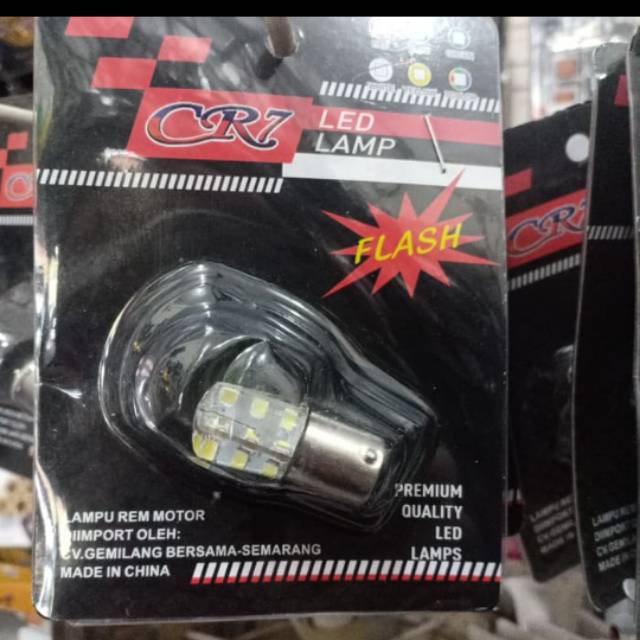 CR7 LED
LAMP
FLASH
PREMIUM
QUALITY
LED
LAMPS
LAMPU REM MOTOR
DIIMPORT OLEH:
CV.GEMILANG BERSAMA-SEMARANG
MADE IN CHINA
CR7